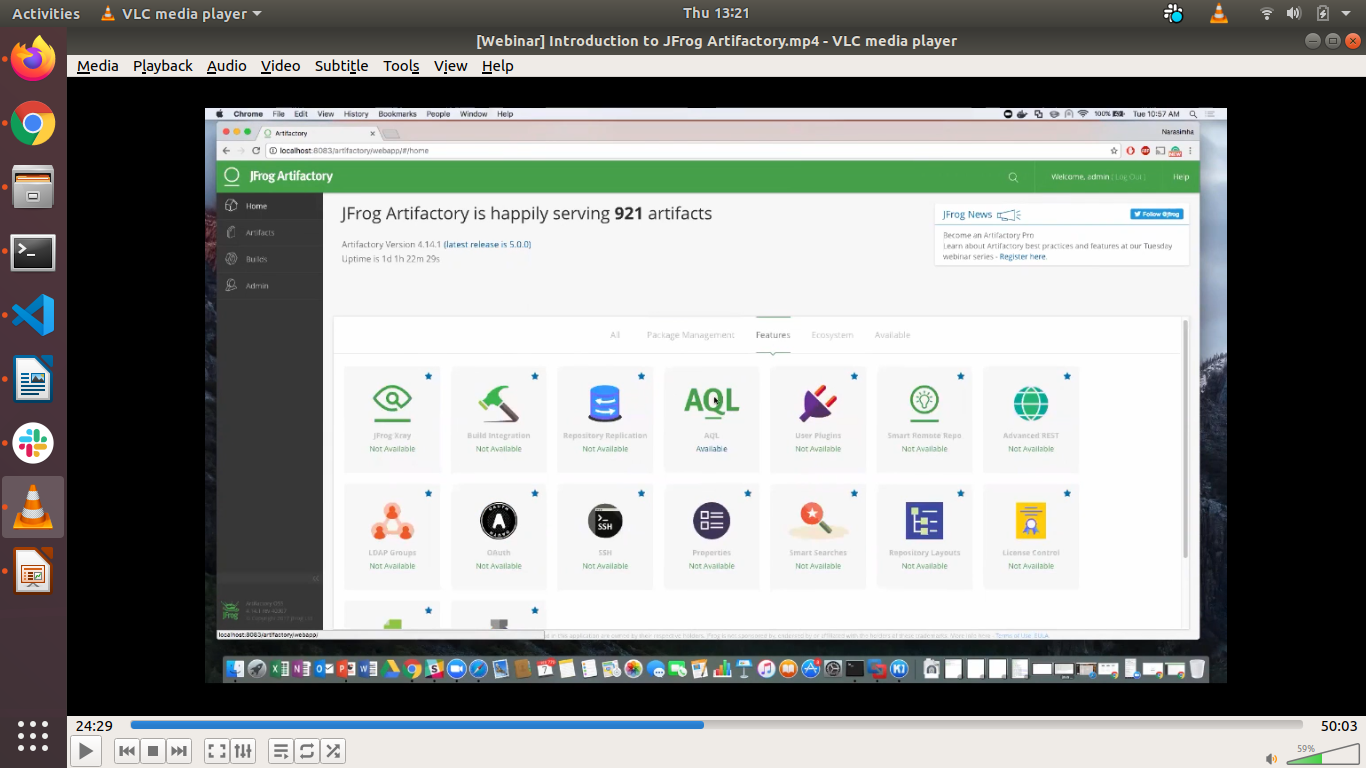 Activities VLC media player Thu 13:21
[Webinar] Introduction to JFrog Artifactory.mp4 - VLC media player
Media Playback Audio Video Subtitle Tools View Help
Chrome File Edit View History Bookmarks People Window Help 100% Tue 10:57 AM
Artifactory Narasimha
localhost:8083/artifactory/webapp/#/home
JFrog Artifactory Welcome, admin ( Log Out ) Help
Home
Artifacts
Builds
Admin
JFrog Artifactory is happily serving 921 artifacts
Artifactory Version 4.14.1 (latest release is 5.0.0)
Uptime is 1d 1h 22m 29s
JFrog News Follow @jfrog
Become an Artifactory Pro
Learn about Artifactory best practices and features at our Tuesday
webinar series - Register here.
All Package Management Features Ecosystem Available
AQL
JFrog Xray Build Integration Repository Replication AQL User Plugins Smart Remote Repo Advanced REST
Not Available Not Available Not Available Available Not Available Not Available Not Available
SSH
LDAP Groups OAuth SSH Properties Smart Searches Repository Layouts License Control
Not Available Not Available Not Available Not Available Not Available Not Available Not Available
JFrog
localhost:8083/artifactory/webapp/
24:29 50:03
59%